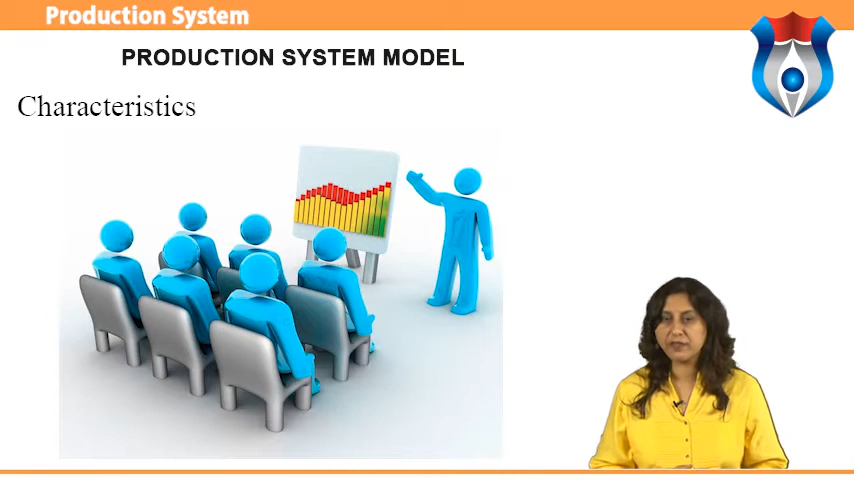 Production System
PRODUCTION SYSTEM MODEL
Characteristics